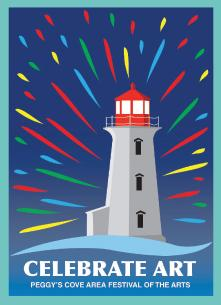 CELEBRATE ART
PEGGY'S COVE AREA FESTIVAL OF THE ARTS